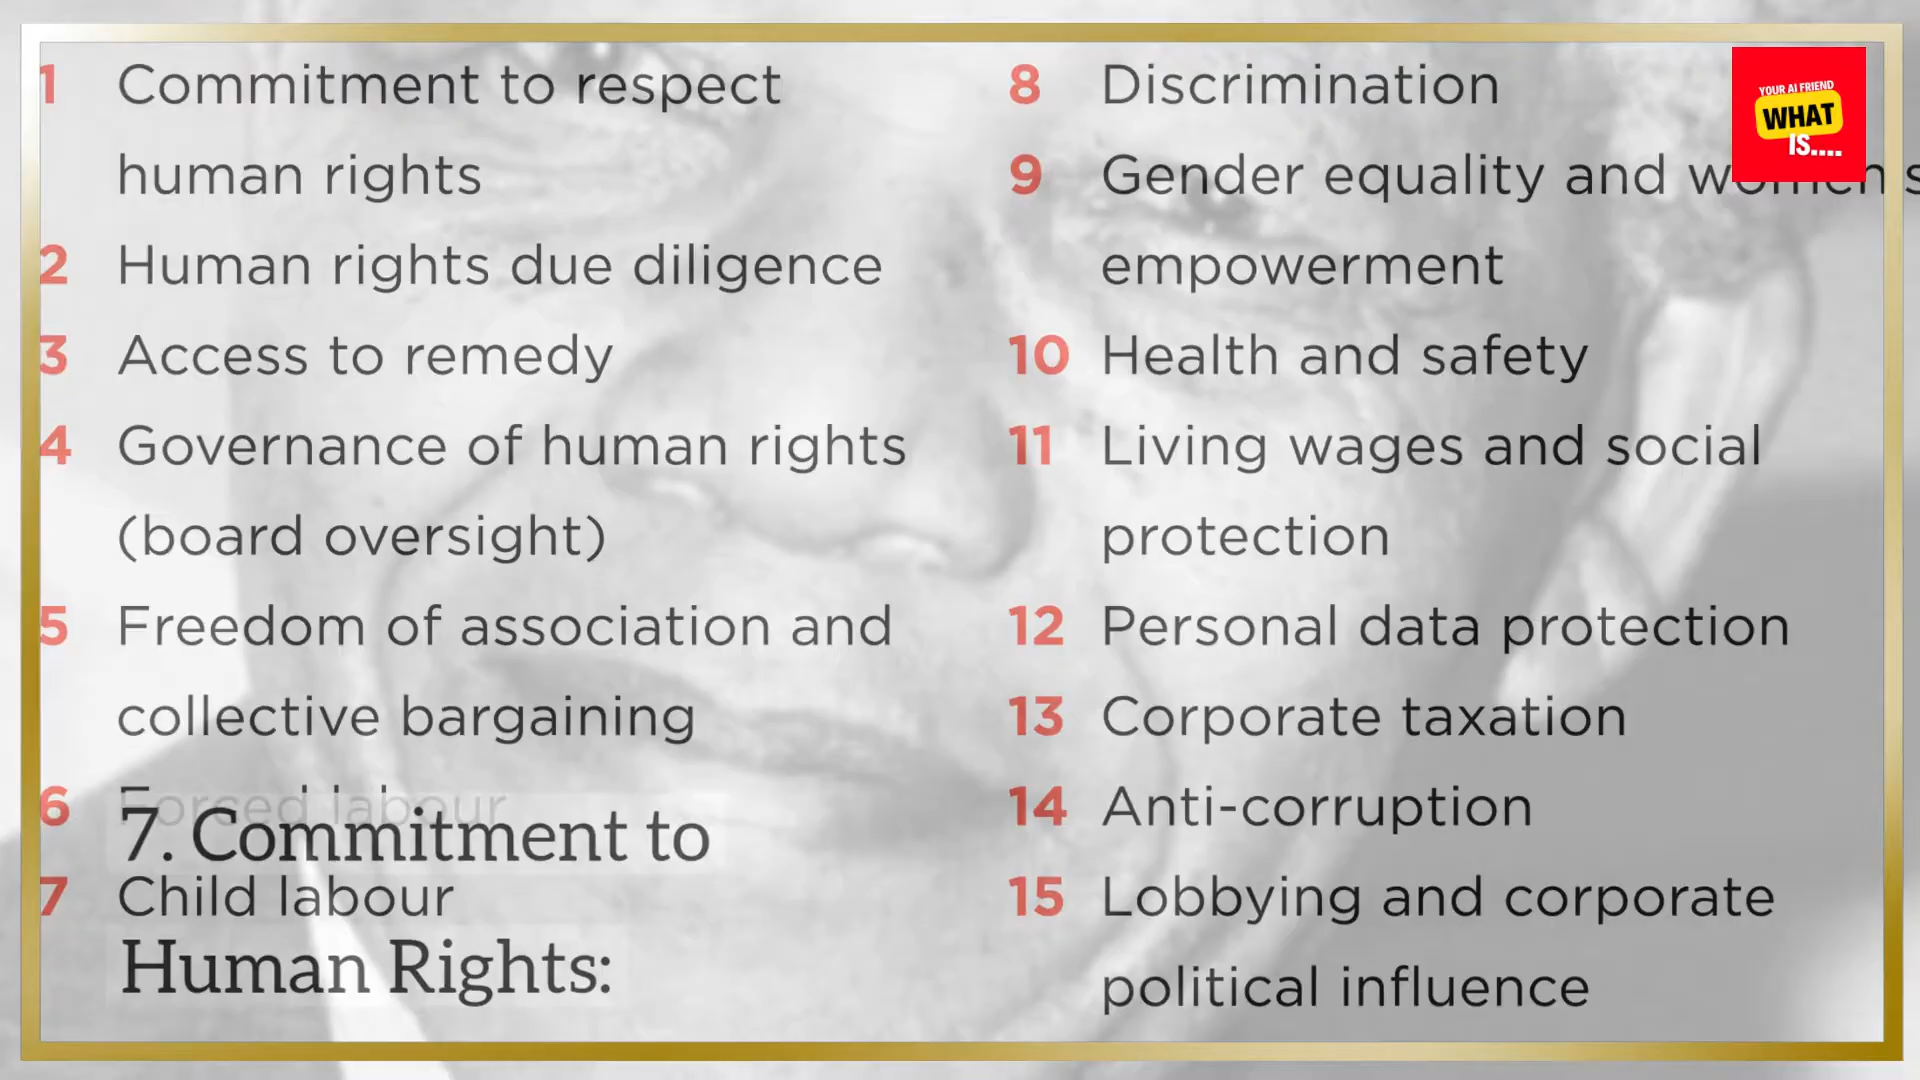 1 Commitment to respect
human rights
2 Human rights due diligence
3 Access to remedy
4 Governance of human rights
(board oversight)
5 Freedom of association and
collective bargaining
6 Forced labour
7 Child labour
7. Commitment to
Human Rights:
8 Discrimination
9 Gender equality and women's
empowerment
10 Health and safety
11 Living wages and social
protection
12 Personal data protection
13 Corporate taxation
14 Anti-corruption
15 Lobbying and corporate
political influence
YOUR AI FRIEND
WHAT
IS....